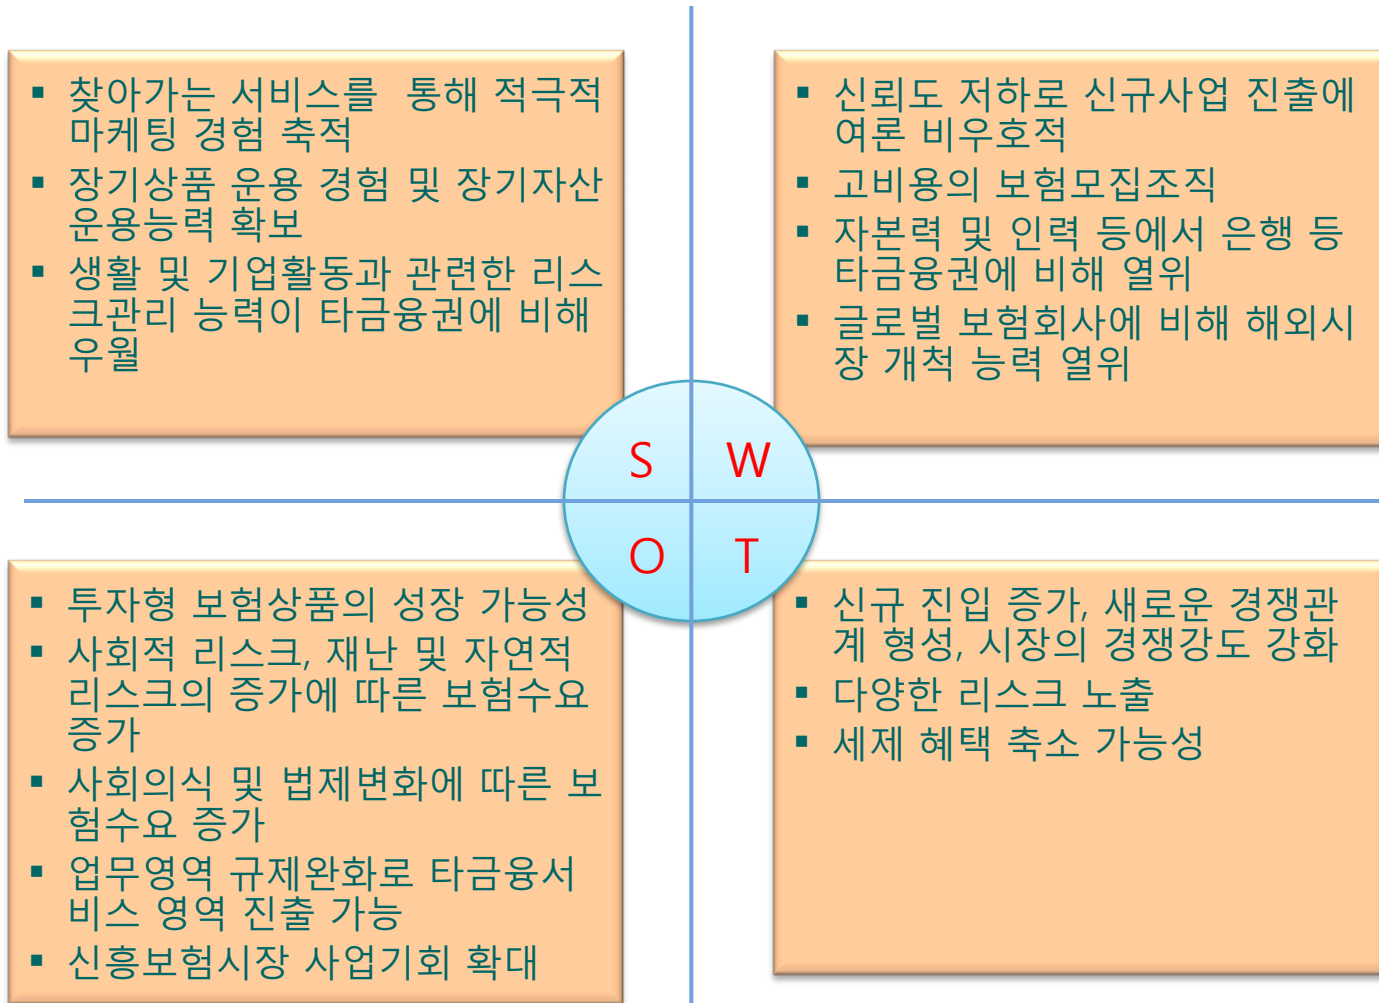 ▪ 찾아가는 서비스를 통해 적극적
마케팅 경험 축적
▪ 장기상품 운용 경험 및 장기자산
운용능력 확보
▪ 생활 및 기업활동과 관련한 리스
크관리 능력이 타금융권에 비해
우월
▪ 신뢰도 저하로 신규사업 진출에
여론 비우호적
▪ 고비용의 보험모집조직
▪ 자본력 및 인력 등에서 은행 등
타금융권에 비해 열위
▪ 글로벌 보험회사에 비해 해외시
장 개척 능력 열위
S W
O T
▪ 투자형 보험상품의 성장 가능성
▪ 사회적 리스크, 재난 및 자연적
리스크의 증가에 따른 보험수요
증가
▪ 사회의식 및 법제변화에 따른 보
험수요 증가
▪ 업무영역 규제완화로 타금융서
비스 영역 진출 가능
▪ 신흥보험시장 사업기회 확대
▪ 신규 진입 증가, 새로운 경쟁관
계 형성, 시장의 경쟁강도 강화
▪ 다양한 리스크 노출
▪ 세제 혜택 축소 가능성